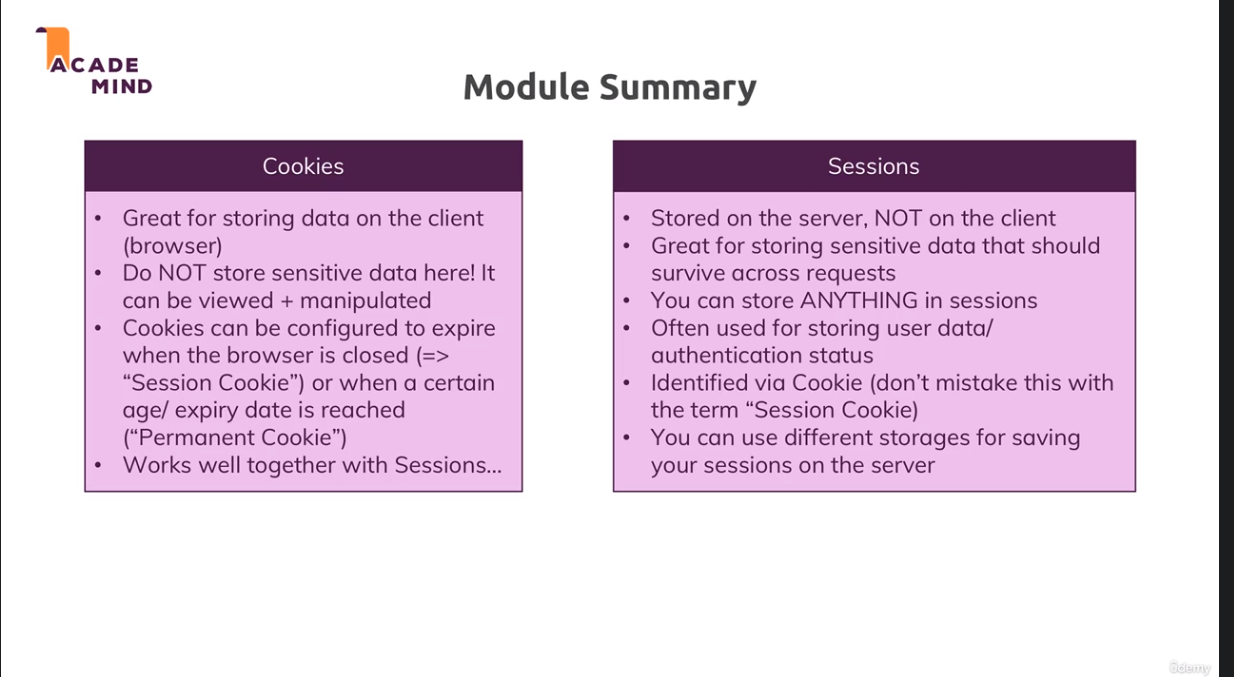 ACADE
MIND
Module Summary
Cookies
• Great for storing data on the client
(browser)
• Do NOT store sensitive data here! It
can be viewed + manipulated
• Cookies can be configured to expire
when the browser is closed (=>
“Session Cookie”) or when a certain
age/ expiry date is reached
(“Permanent Cookie”)
• Works well together with Sessions…
Sessions
• Stored on the server, NOT on the client
• Great for storing sensitive data that should
survive across requests
• You can store ANYTHING in sessions
• Often used for storing user data/
authentication status
• Identified via Cookie (don’t mistake this with
the term “Session Cookie)
• You can use different storages for saving
your sessions on the server
ûdemy